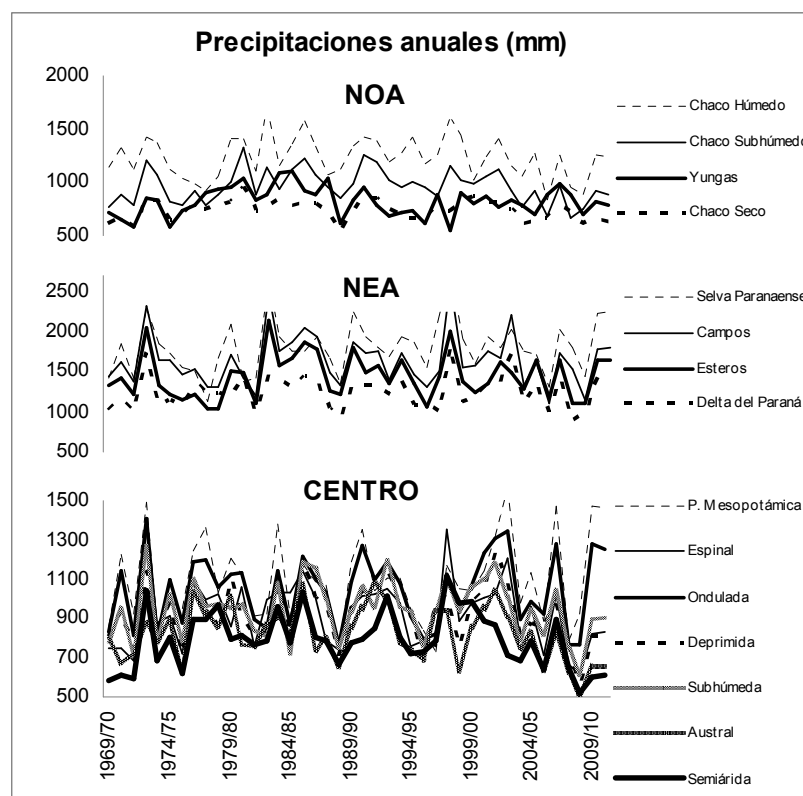 Precipitaciones anuales (mm)
NOA
2000
1500
1000
500
Chaco Húmedo
Chaco Subhúmedo
Yungas
Chaco Seco
NEA
2500
2000
1500
1000
500
Selva Paranaense
Campos
Esteros
Delta del Paraná
CENTRO
1500
1300
1100
900
700
500
P. Mesopotámica
Espinal
Ondulada
Deprimida
Subhúmeda
Austral
Semiárida
1969/70
1974/75
1979/80
1984/85
1989/90
1994/95
1999/00
2004/05
2009/10